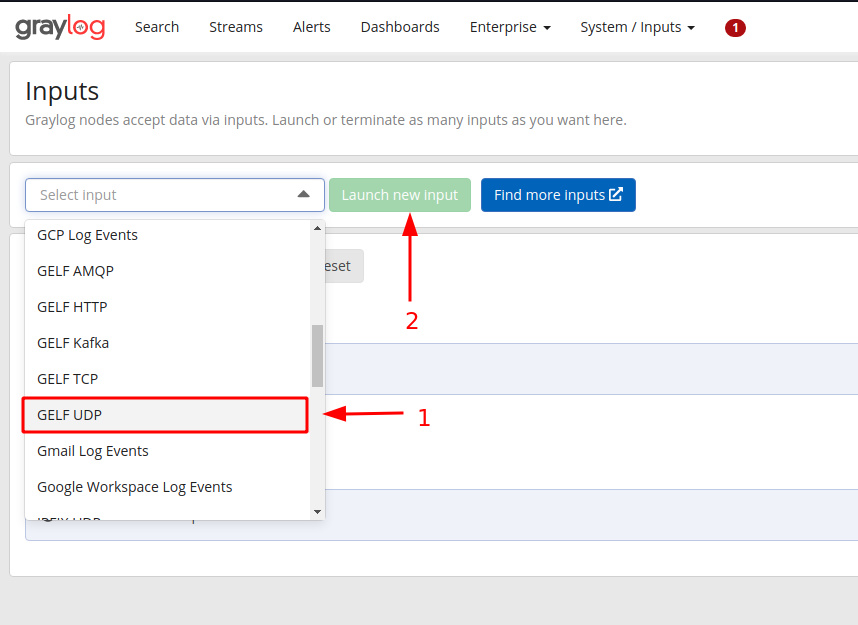 graylog Search Streams Alerts Dashboards Enterprise System / Inputs 1
Inputs
Graylog nodes accept data via inputs. Launch or terminate as many inputs as you want here.
Select input Launch new input Find more inputs
GCP Log Events
GELF AMQP
eset
GELF HTTP
2
GELF Kafka
GELF TCP
GELF UDP
1
Gmail Log Events
Google Workspace Log Events